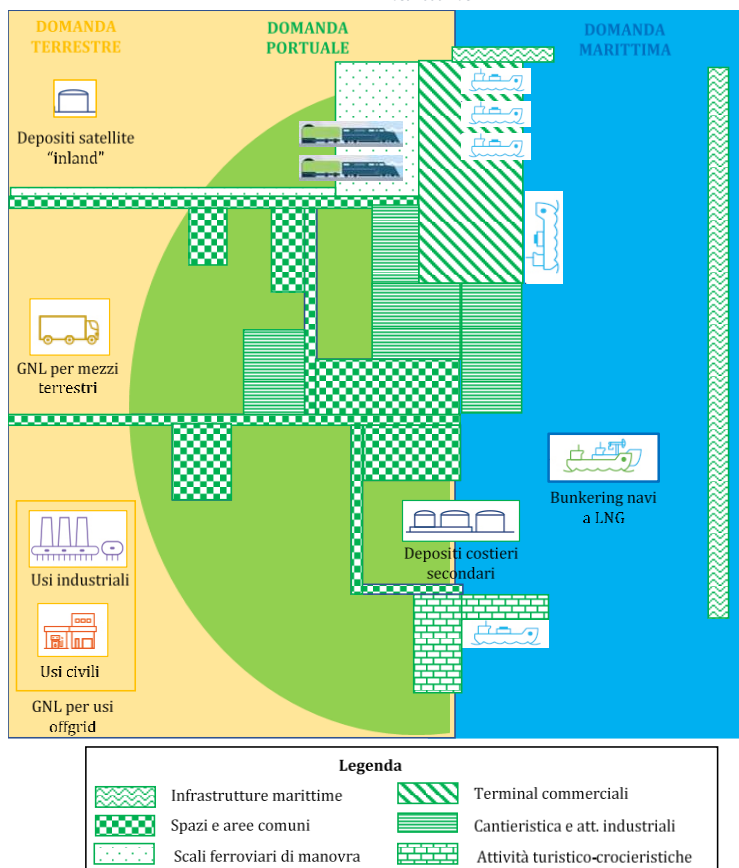 DOMANDA
TERRESTRE
DOMANDA
PORTUALE
DOMANDA
MARITTIMA
Depositi satellite
“inland”
GNL per mezzi
terrestri
Bunkering navi
a LNG
Depositi costieri
secondari
Usi industriali
Usi civili
GNL per usi
offgrid
Legenda
Infrastrutture marittime
Terminal commerciali
Spazi e aree comuni
Cantieristica e att. industriali
Scali ferroviari di manovra
Attività turistico-crocieristiche